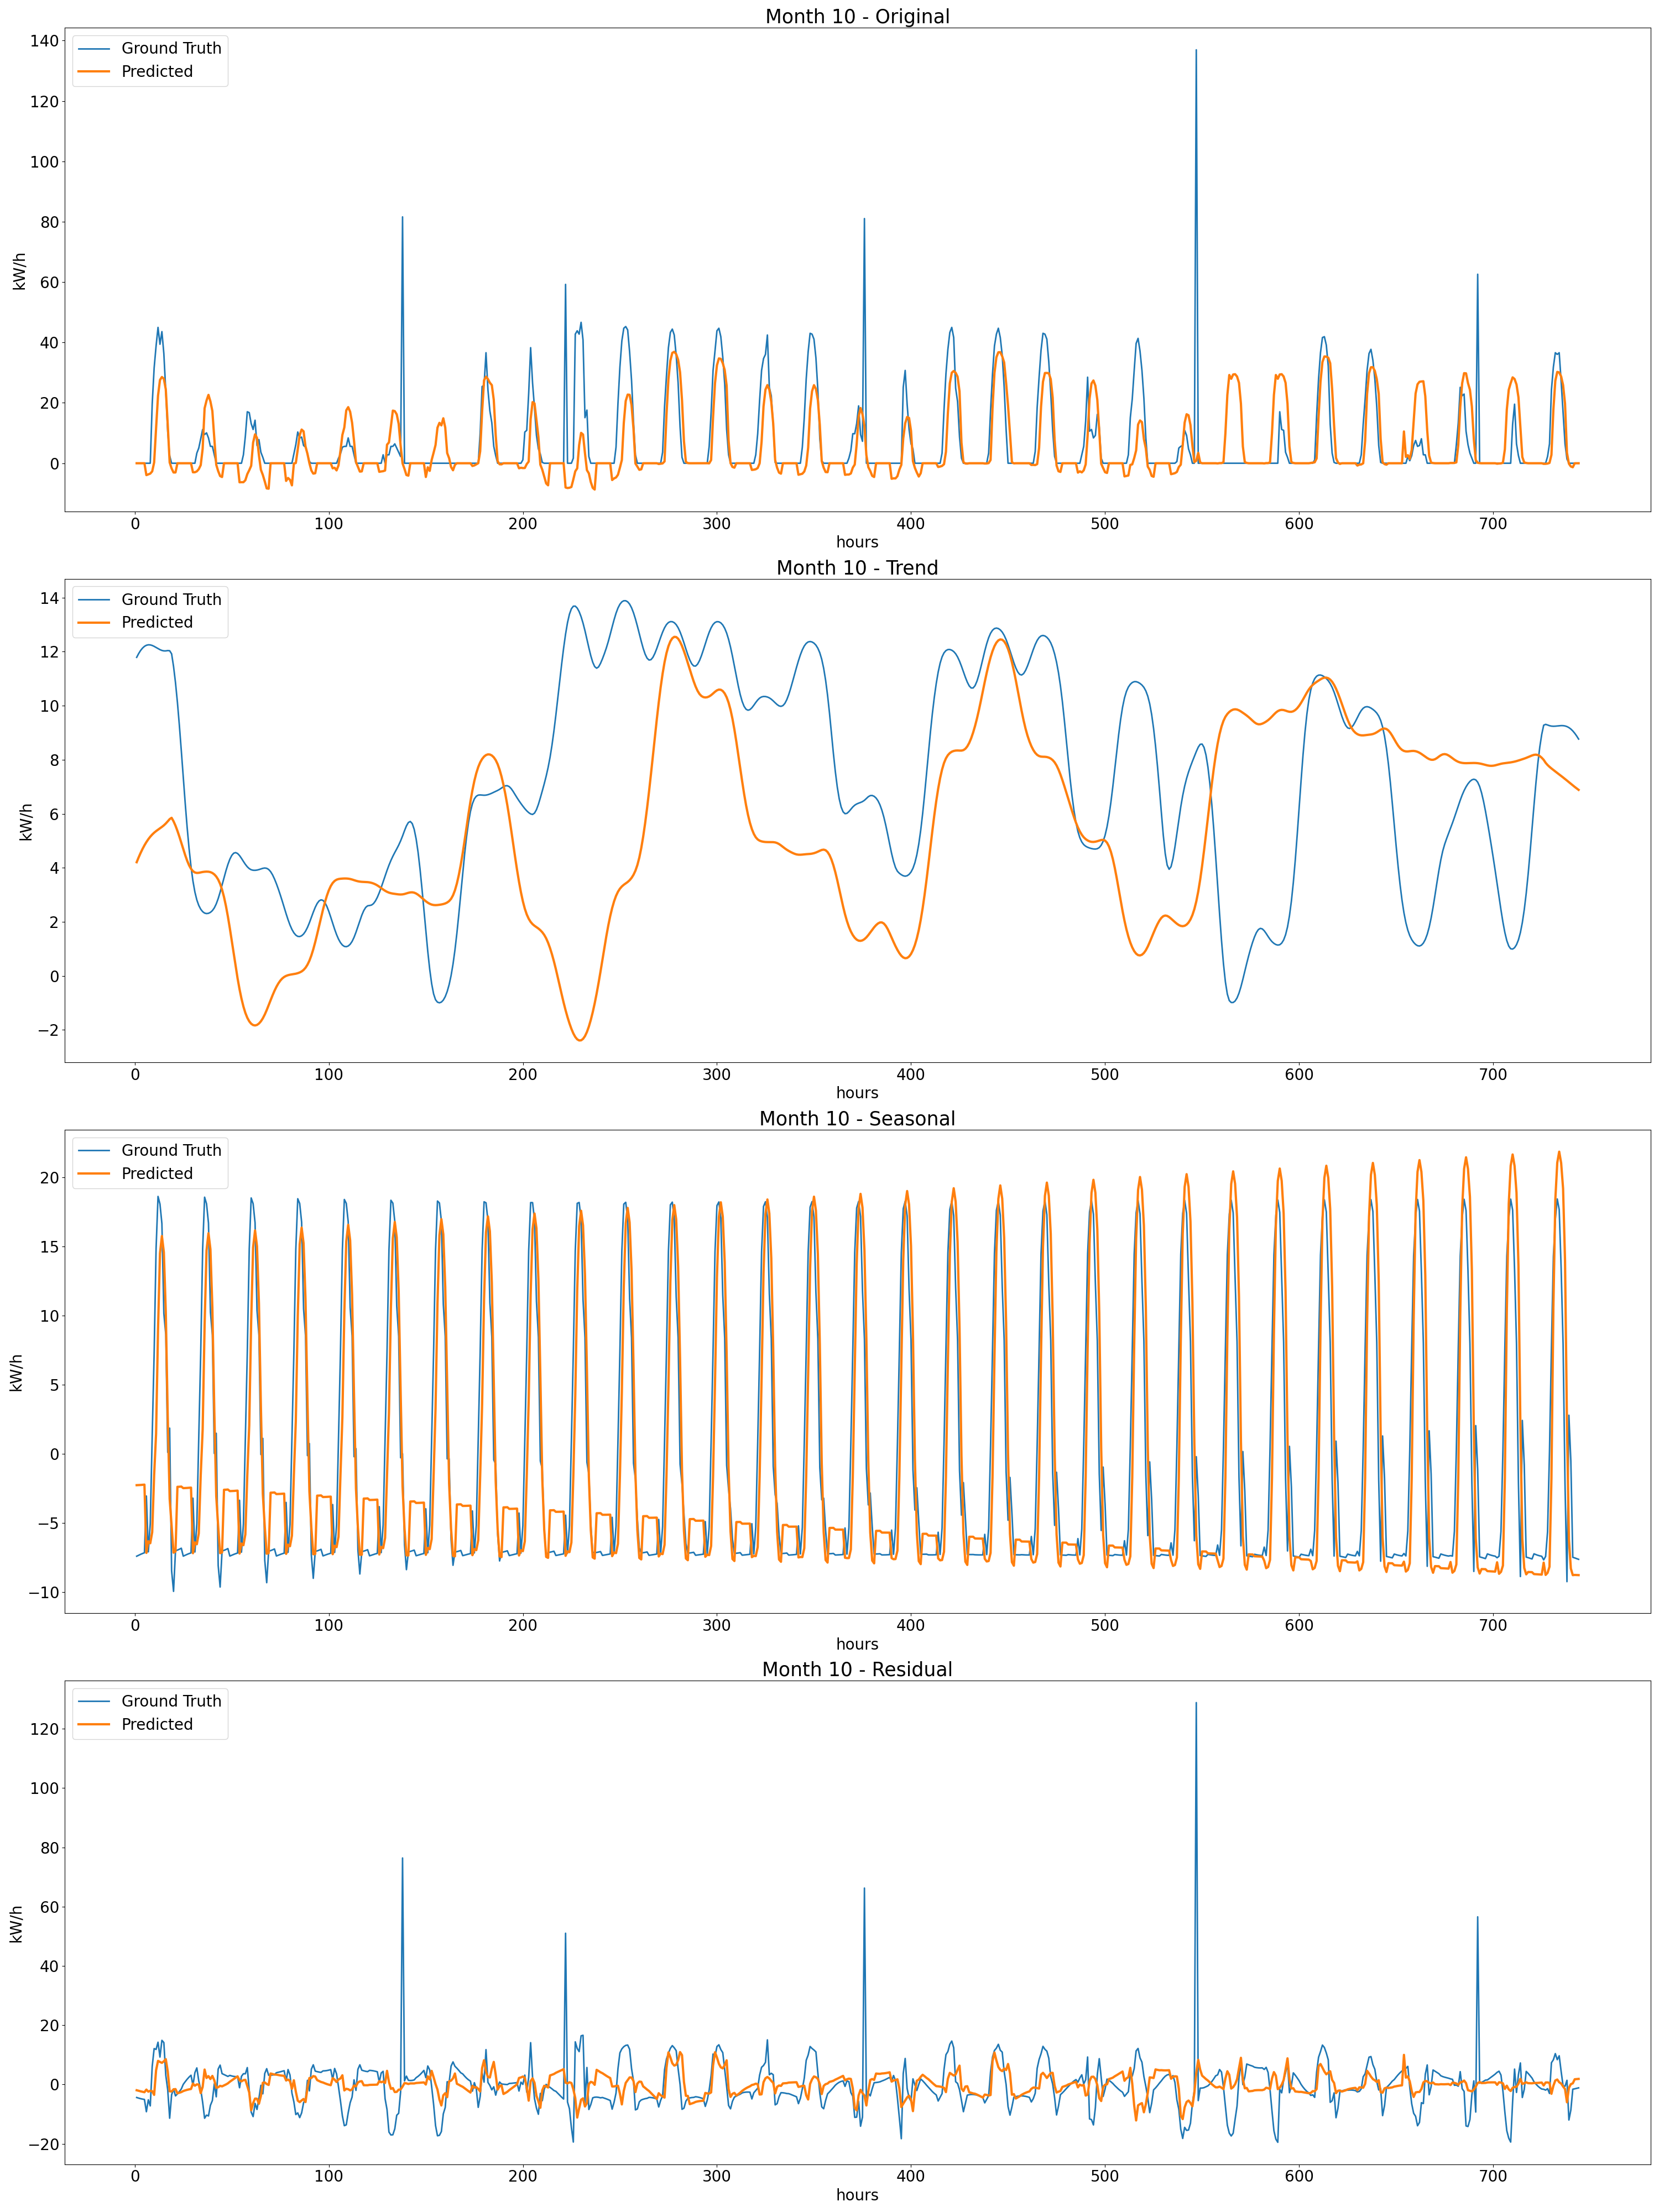 Month 10 - Original
Ground Truth
Predicted
kW/h
140
120
100
80
60
40
20
0
0 100 200 300 400 500 600 700
hours
Month 10 - Trend
Ground Truth
Predicted
kW/h
14
12
10
8
6
4
2
0
−2
0 100 200 300 400 500 600 700
hours
Month 10 - Seasonal
Ground Truth
Predicted
kW/h
20
15
10
5
0
−5
−10
0 100 200 300 400 500 600 700
hours
Month 10 - Residual
Ground Truth
Predicted
kW/h
120
100
80
60
40
20
0
−20
0 100 200 300 400 500 600 700
hours